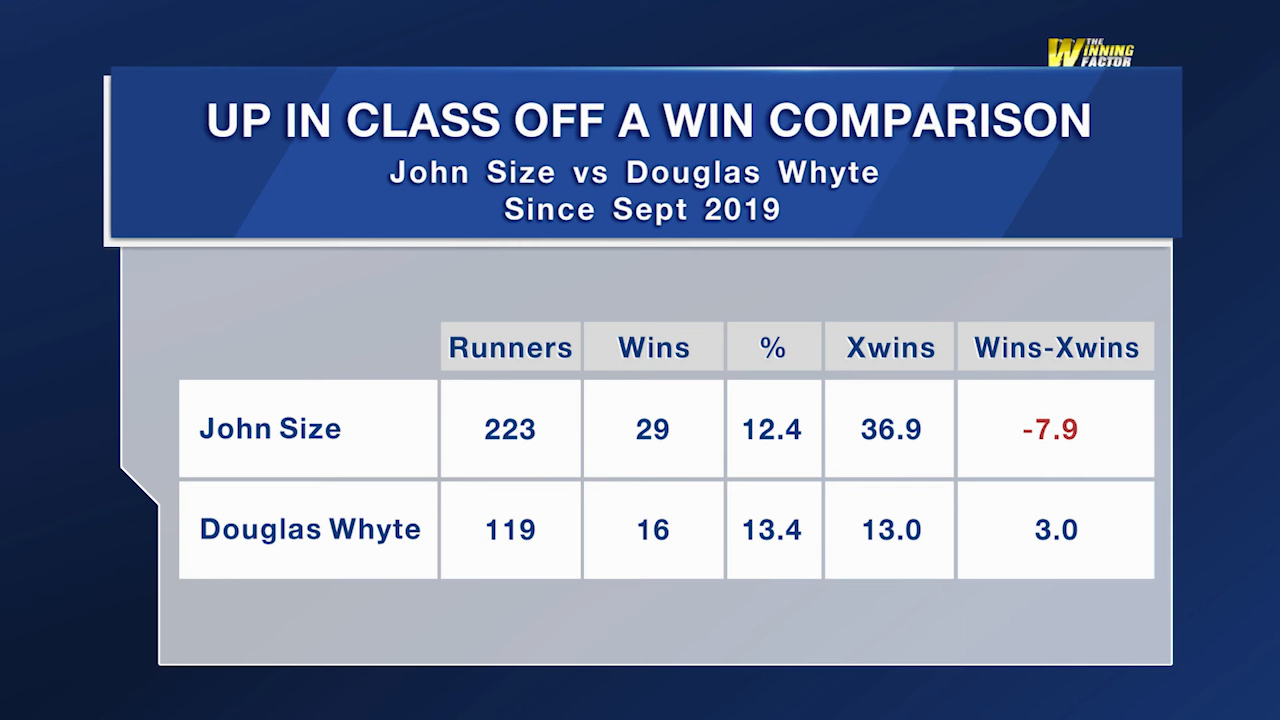 THE
WINNING
FACTOR
UP IN CLASS OFF A WIN COMPARISON
John Size vs Douglas Whyte
Since Sept 2019
Runners Wins % Xwins Wins-Xwins
John Size 223 29 12.4 36.9 -7.9
Douglas Whyte 119 16 13.4 13.0 3.0